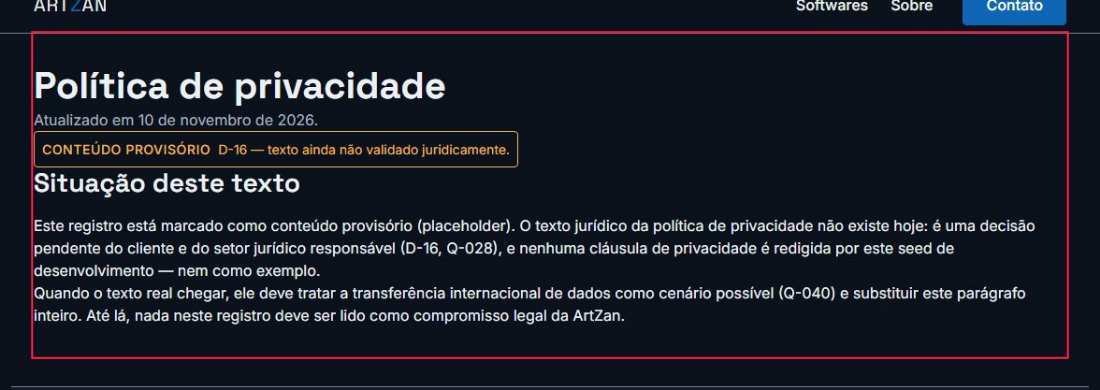 ARTZAN
Softwares Sobre Contato
Política de privacidade
Atualizado em 10 de novembro de 2026.
CONTEÚDO PROVISÓRIO D-16 — texto ainda não validado juridicamente.
Situação deste texto
Este registro está marcado como conteúdo provisório (placeholder). O texto jurídico da política de privacidade não existe hoje: é uma decisão
pendente do cliente e do setor jurídico responsável (D-16, Q-028), e nenhuma cláusula de privacidade é redigida por este seed de
desenvolvimento — nem como exemplo.
Quando o texto real chegar, ele deve tratar a transferência internacional de dados como cenário possível (Q-040) e substituir este parágrafo
inteiro. Até lá, nada neste registro deve ser lido como compromisso legal da ArtZan.